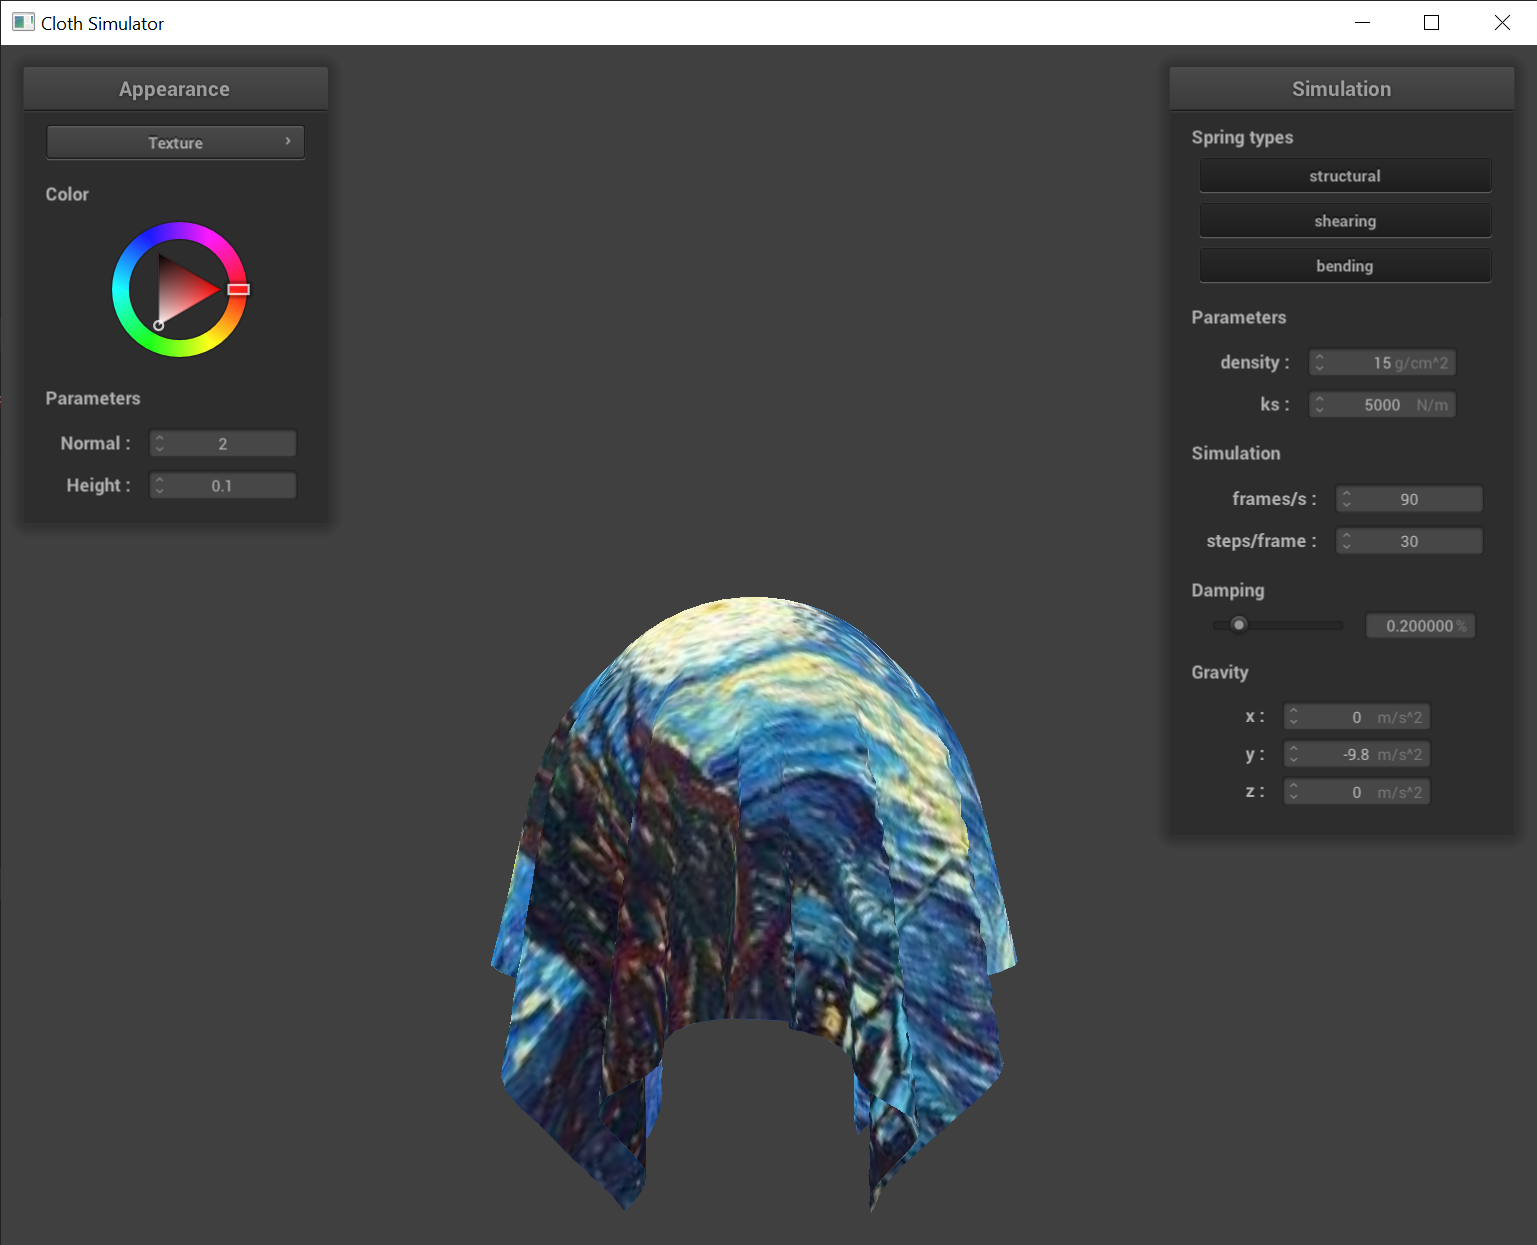 Cloth Simulator
Appearance
Texture
Color
Parameters
Normal : 2
Height : 0.1
Simulation
Spring types
structural
shearing
bending
Parameters
density : 15 g/cm^2
ks : 5000 N/m
Simulation
frames/s : 90
steps/frame : 30
Damping
0.200000 %
Gravity
x : 0 m/s^2
y : -9.8 m/s^2
z : 0 m/s^2